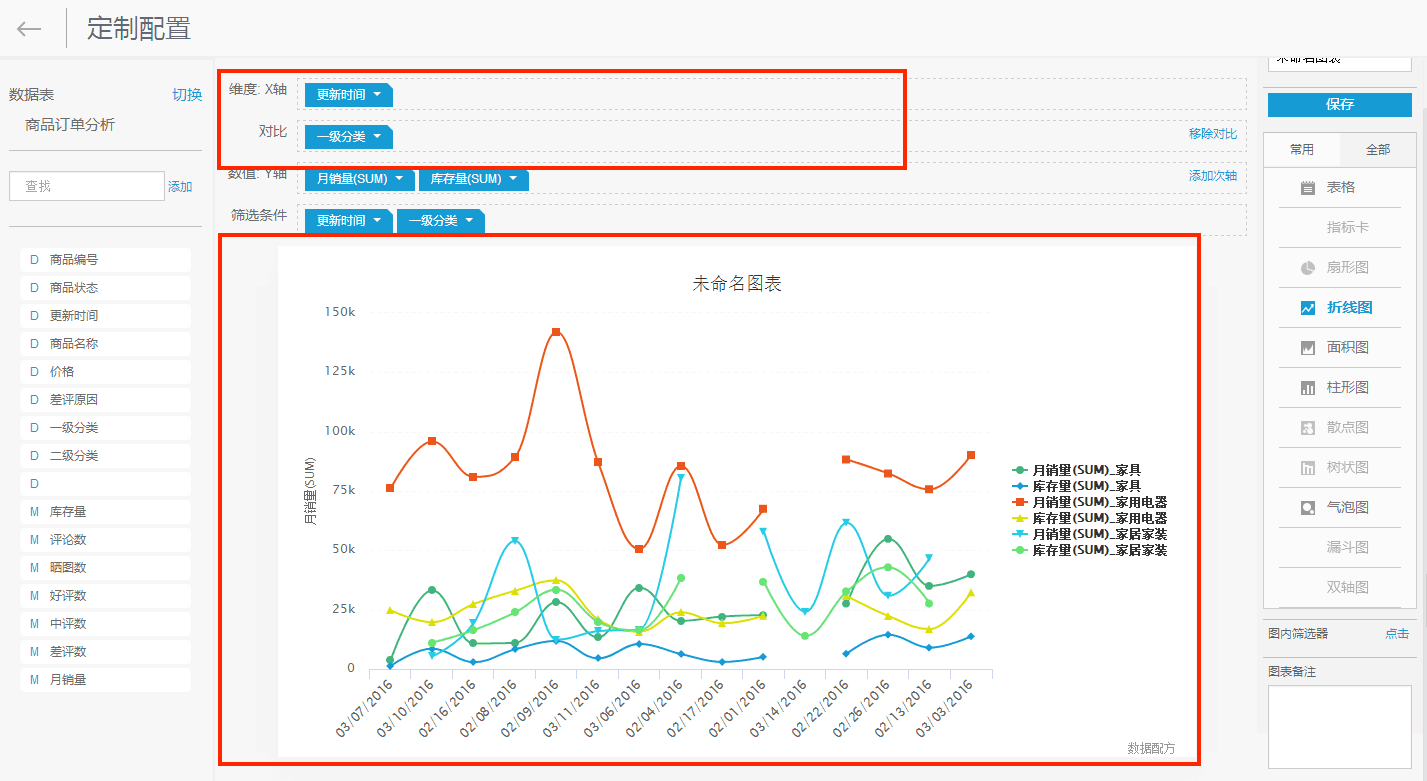 定制配置
数据表
切换
商品订单分析
查找
添加
D 商品编号
D 商品状态
D 更新时间
D 商品名称
D 价格
D 差评原因
D 一级分类
D 二级分类
D
M 库存量
M 评论数
M 晒图数
M 好评数
M 中评数
M 差评数
M 月销量
维度: X轴
更新时间
对比
一级分类
移除对比
数值: Y轴
月销量(SUM)
库存量(SUM)
添加次轴
筛选条件
更新时间
一级分类
未命名图表
150k
125k
100k
75k
50k
25k
0
月销量(SUM)
03/07/2016
03/10/2016
02/16/2016
02/08/2016
02/09/2016
03/11/2016
03/06/2016
02/04/2016
02/17/2016
02/01/2016
03/14/2016
02/22/2016
02/26/2016
02/13/2016
03/03/2016
月销量(SUM)_家具
库存量(SUM)_家具
月销量(SUM)_家用电器
库存量(SUM)_家用电器
月销量(SUM)_家居家装
库存量(SUM)_家居家装
数据配方
未命名图表
保存
常用
全部
表格
指标卡
扇形图
折线图
面积图
柱形图
散点图
树状图
气泡图
漏斗图
双轴图
图内筛选器
点击
图表备注